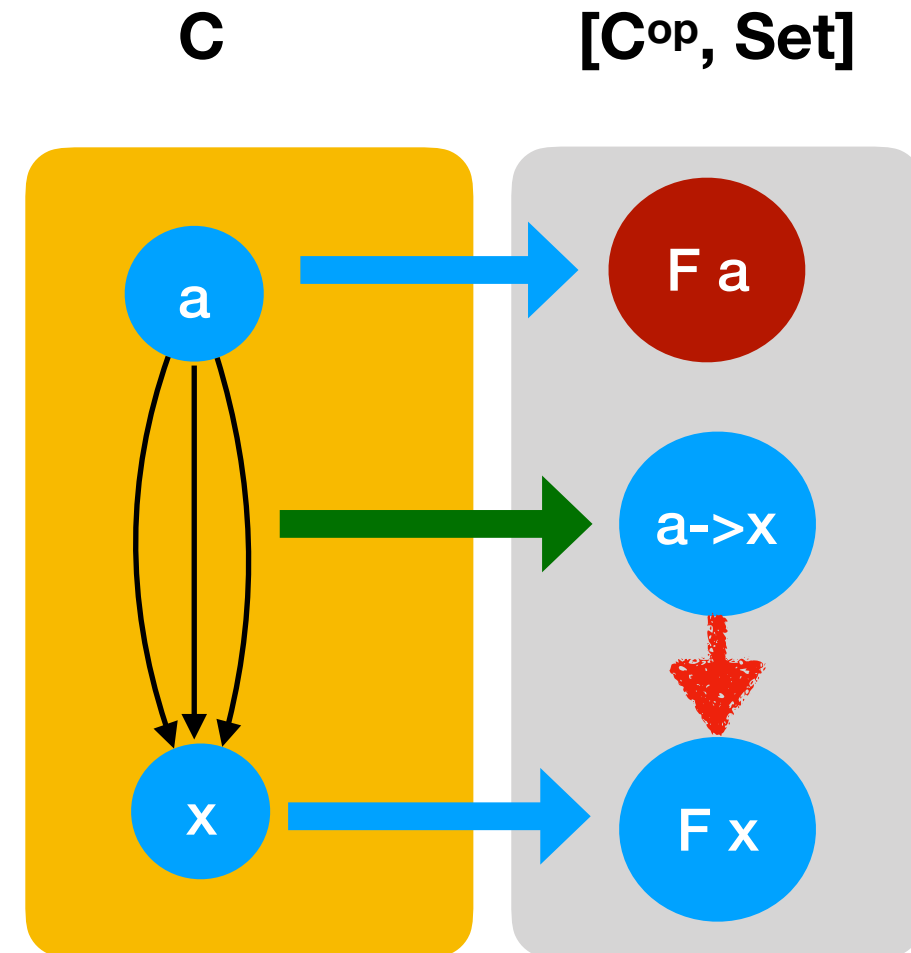 C
[Cᵒᵖ, Set]
a
F a
a->x
x
F x